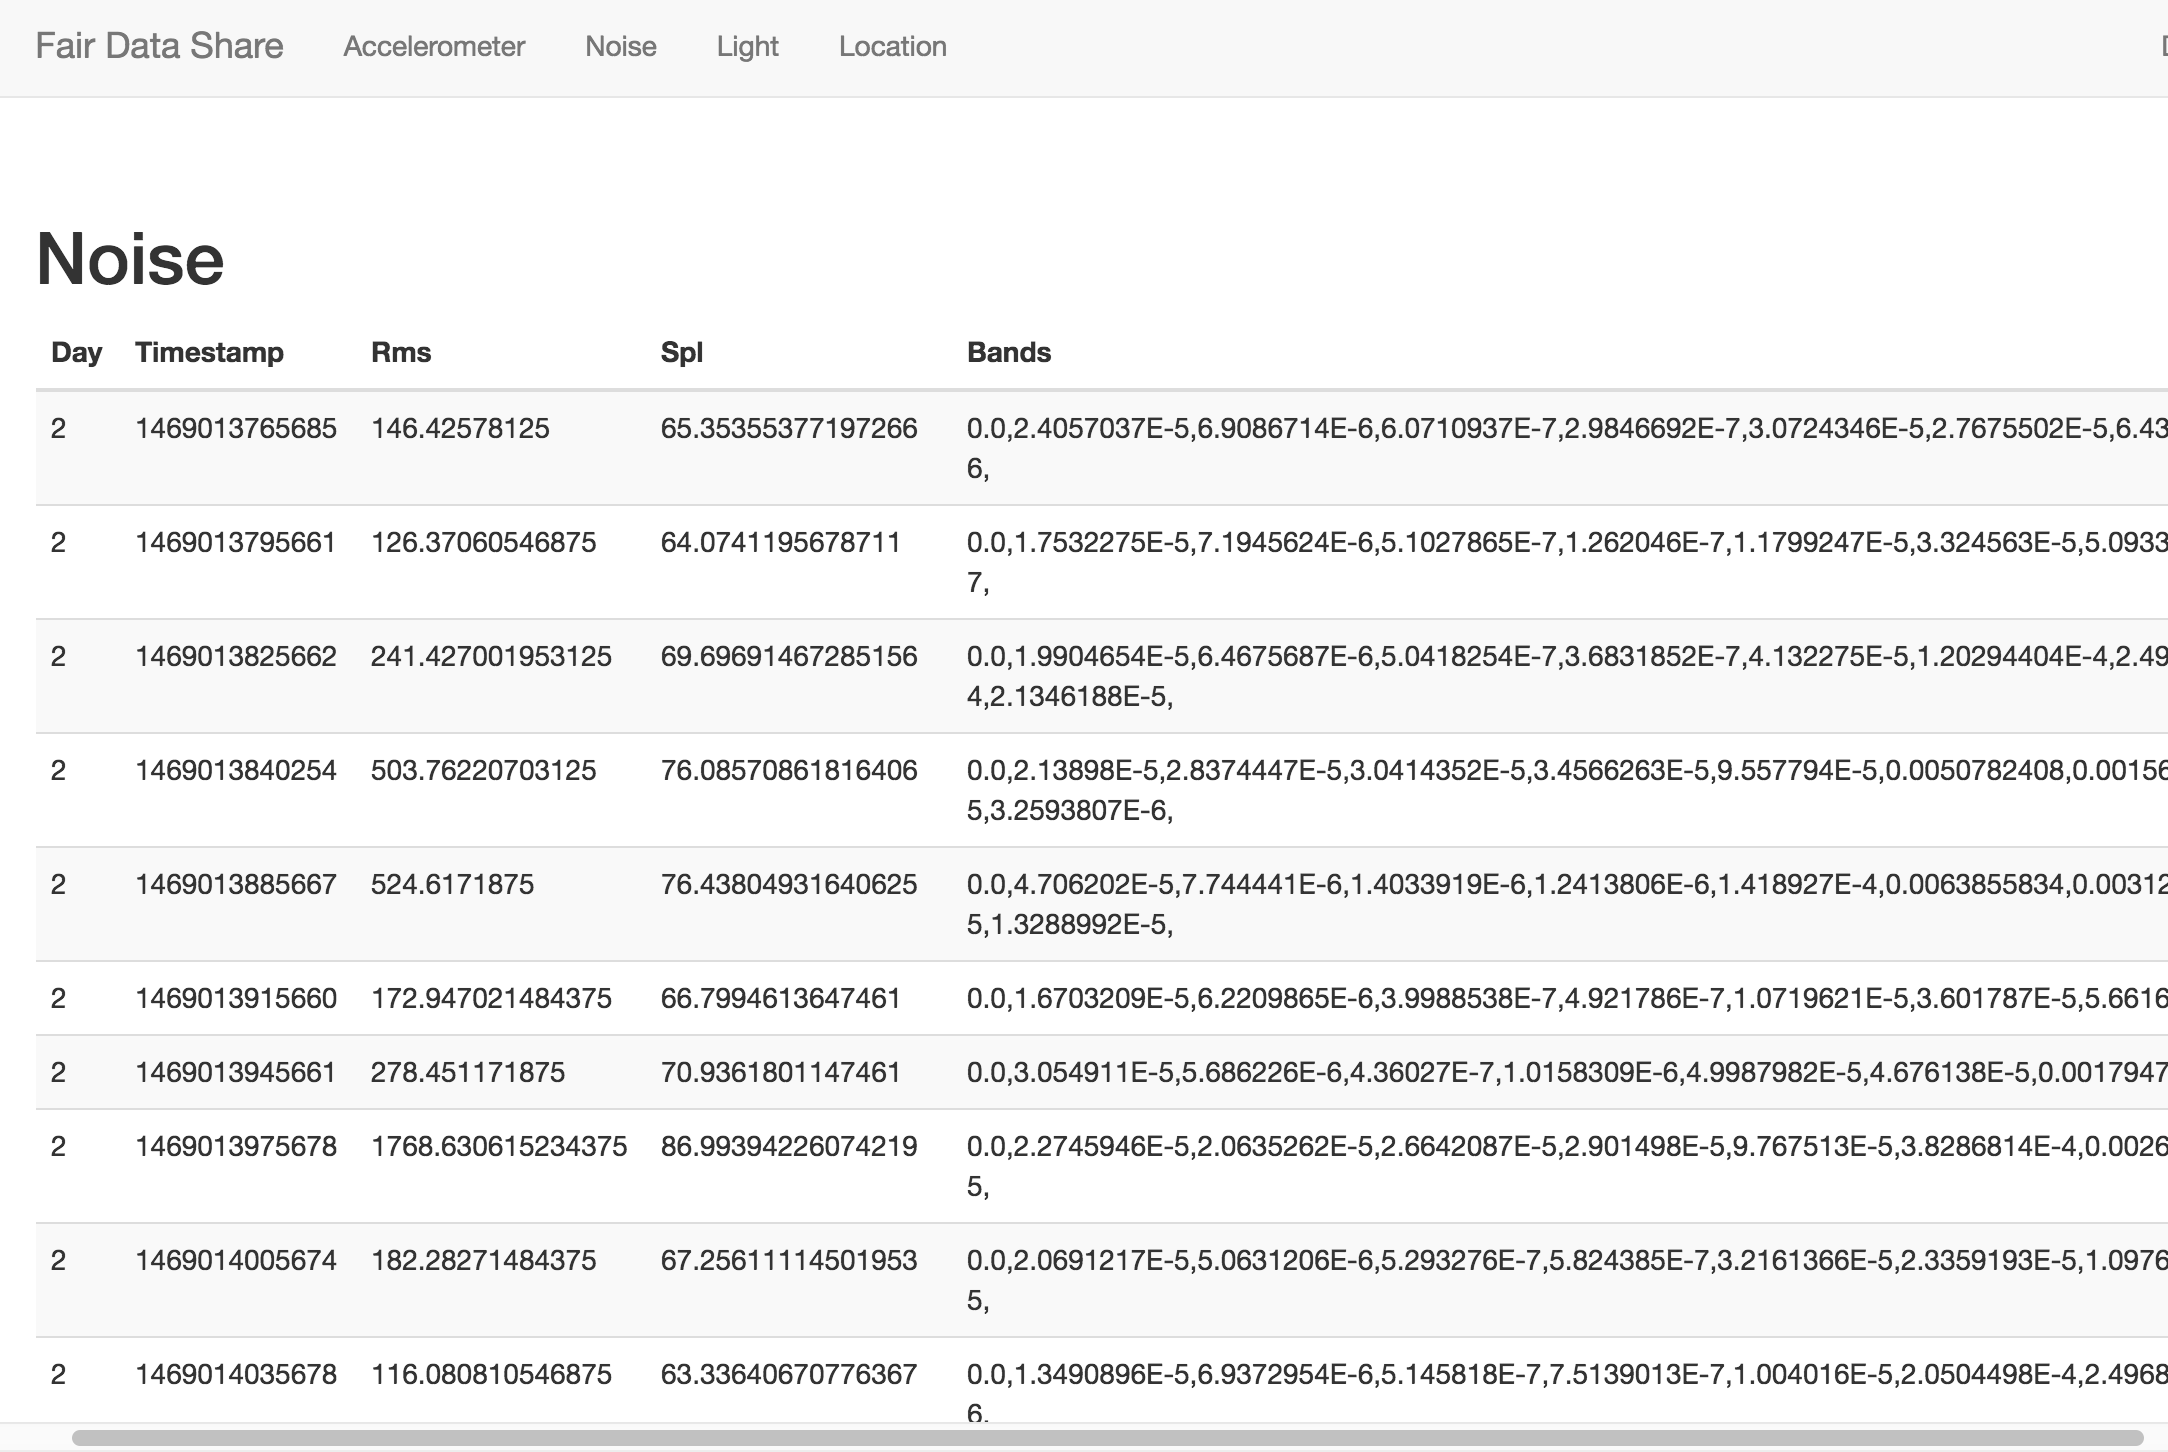 Fair Data Share Accelerometer Noise Light Location
Noise
Day Timestamp Rms Spl Bands
2 1469013765685 146.42578125 65.35355377197266 0.0,2.4057037E-5,6.9086714E-6,6.0710937E-7,2.9846692E-7,3.0724346E-5,2.7675502E-5,6.43
6,
2 1469013795661 126.37060546875 64.0741195678711 0.0,1.7532275E-5,7.1945624E-6,5.1027865E-7,1.262046E-7,1.1799247E-5,3.324563E-5,5.0933
7,
2 1469013825662 241.427001953125 69.69691467285156 0.0,1.9904654E-5,6.4675687E-6,5.0418254E-7,3.6831852E-7,4.132275E-5,1.20294404E-4,2.49
4,2.1346188E-5,
2 1469013840254 503.76220703125 76.08570861816406 0.0,2.13898E-5,2.8374447E-5,3.0414352E-5,3.4566263E-5,9.557794E-5,0.0050782408,0.00156
5,3.2593807E-6,
2 1469013885667 524.6171875 76.43804931640625 0.0,4.706202E-5,7.744441E-6,1.4033919E-6,1.2413806E-6,1.418927E-4,0.0063855834,0.00312
5,1.3288992E-5,
2 1469013915660 172.947021484375 66.7994613647461 0.0,1.6703209E-5,6.2209865E-6,3.9988538E-7,4.921786E-7,1.0719621E-5,3.601787E-5,5.6616
2 1469013945661 278.451171875 70.9361801147461 0.0,3.054911E-5,5.686226E-6,4.36027E-7,1.0158309E-6,4.9987982E-5,4.676138E-5,0.0017947
2 1469013975678 1768.630615234375 86.99394226074219 0.0,2.2745946E-5,2.0635262E-5,2.6642087E-5,2.901498E-5,9.767513E-5,3.8286814E-4,0.0026
5,
2 1469014005674 182.28271484375 67.25611114501953 0.0,2.0691217E-5,5.0631206E-6,5.293276E-7,5.824385E-7,3.2161366E-5,2.3359193E-5,1.0976
5,
2 1469014035678 116.080810546875 63.33640670776367 0.0,1.3490896E-5,6.9372954E-6,5.145818E-7,7.5139013E-7,1.004016E-5,2.0504498E-4,2.4968
6,